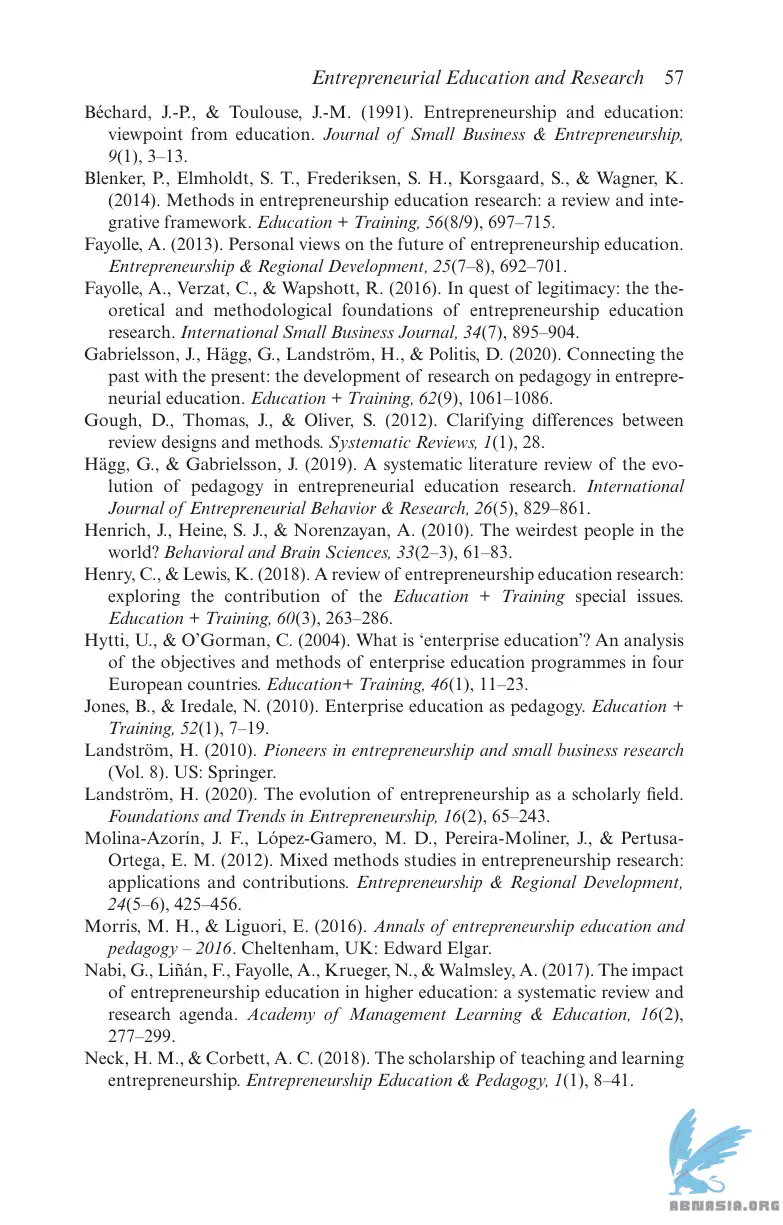 Entrepreneurial Education and Research 57
Béchard, J.-P., & Toulouse, J.-M. (1991). Entrepreneurship and education:
viewpoint from education. Journal of Small Business & Entrepreneurship,
9(1), 3–13.
Blenker, P., Elmholdt, S. T., Frederiksen, S. H., Korsgaard, S., & Wagner, K.
(2014). Methods in entrepreneurship education research: a review and inte-
grative framework. Education + Training, 56(8/9), 697–715.
Fayolle, A. (2013). Personal views on the future of entrepreneurship education.
Entrepreneurship & Regional Development, 25(7–8), 692–701.
Fayolle, A., Verzat, C., & Wapshott, R. (2016). In quest of legitimacy: the the-
oretical and methodological foundations of entrepreneurship education
research. International Small Business Journal, 34(7), 895–904.
Gabrielsson, J., Hägg, G., Landström, H., & Politis, D. (2020). Connecting the
past with the present: the development of research on pedagogy in entrepre-
neurial education. Education + Training, 62(9), 1061–1086.
Gough, D., Thomas, J., & Oliver, S. (2012). Clarifying differences between
review designs and methods. Systematic Reviews, 1(1), 28.
Hägg, G., & Gabrielsson, J. (2019). A systematic literature review of the evo-
lution of pedagogy in entrepreneurial education research. International
Journal of Entrepreneurial Behavior & Research, 26(5), 829–861.
Henrich, J., Heine, S. J., & Norenzayan, A. (2010). The weirdest people in the
world? Behavioral and Brain Sciences, 33(2–3), 61–83.
Henry, C., & Lewis, K. (2018). A review of entrepreneurship education research:
exploring the contribution of the Education + Training special issues.
Education + Training, 60(3), 263–286.
Hytti, U., & O’Gorman, C. (2004). What is ‘enterprise education’? An analysis
of the objectives and methods of enterprise education programmes in four
European countries. Education+ Training, 46(1), 11–23.
Jones, B., & Iredale, N. (2010). Enterprise education as pedagogy. Education +
Training, 52(1), 7–19.
Landström, H. (2010). Pioneers in entrepreneurship and small business research
(Vol. 8). US: Springer.
Landström, H. (2020). The evolution of entrepreneurship as a scholarly field.
Foundations and Trends in Entrepreneurship, 16(2), 65–243.
Molina-Azorín, J. F., López-Gamero, M. D., Pereira-Moliner, J., & Pertusa-
Ortega, E. M. (2012). Mixed methods studies in entrepreneurship research:
applications and contributions. Entrepreneurship & Regional Development,
24(5–6), 425–456.
Morris, M. H., & Liguori, E. (2016). Annals of entrepreneurship education and
pedagogy – 2016. Cheltenham, UK: Edward Elgar.
Nabi, G., Liñán, F., Fayolle, A., Krueger, N., & Walmsley, A. (2017). The impact
of entrepreneurship education in higher education: a systematic review and
research agenda. Academy of Management Learning & Education, 16(2),
277–299.
Neck, H. M., & Corbett, A. C. (2018). The scholarship of teaching and learning
entrepreneurship. Entrepreneurship Education & Pedagogy, 1(1), 8–41.
ABNASIA.ORG